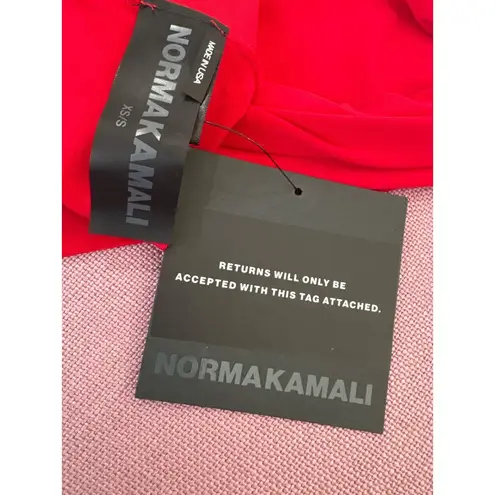 MADE IN USA
NORMAKAMALI
XS/S
RETURNS WILL ONLY BE
ACCEPTED WITH THIS TAG ATTACHED.
NORMAKAMALI